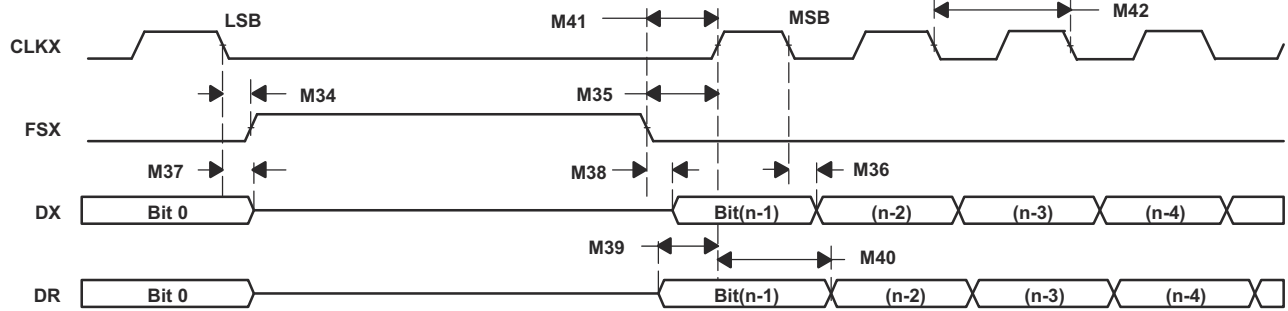 LSB
M41
MSB
M42
CLKX
M34
M35
FSX
M37
M38
M36
DX
Bit 0
Bit(n-1)
(n-2)
(n-3)
(n-4)
M39
M40
DR
Bit 0
Bit(n-1)
(n-2)
(n-3)
(n-4)